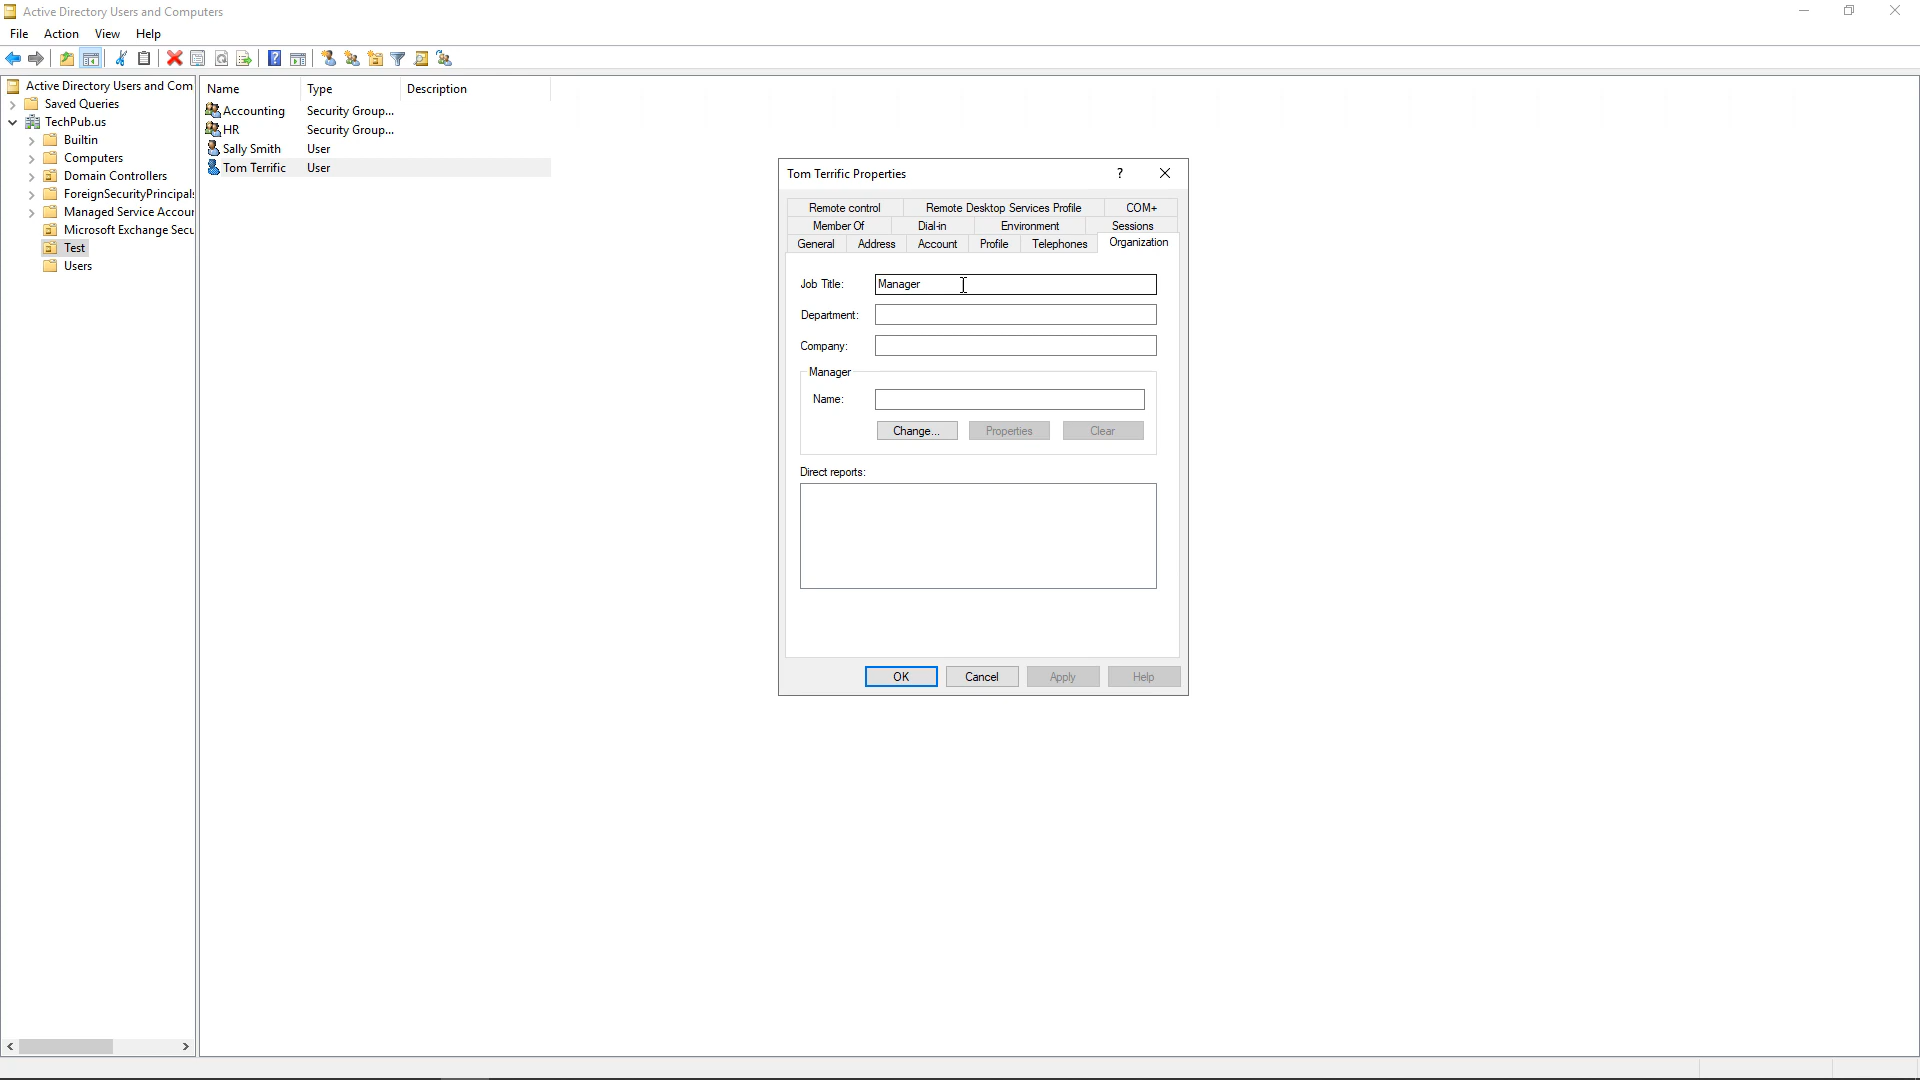 Active Directory Users and Computers
File Action View Help
Active Directory Users and Com
Saved Queries
TechPub.us
Builtin
Computers
Domain Controllers
ForeignSecurityPrincipals
Managed Service Accour
Microsoft Exchange Secu
Test
Users
Name Type Description
Accounting Security Group...
HR Security Group...
Sally Smith User
Tom Terrific User
Tom Terrific Properties ?
Remote control Remote Desktop Services Profile COM+
Member Of Dial-in Environment Sessions
General Address Account Profile Telephones Organization
Job Title: Manager
Department:
Company:
Manager
Name:
Change... Properties Clear
Direct reports:
OK Cancel Apply Help